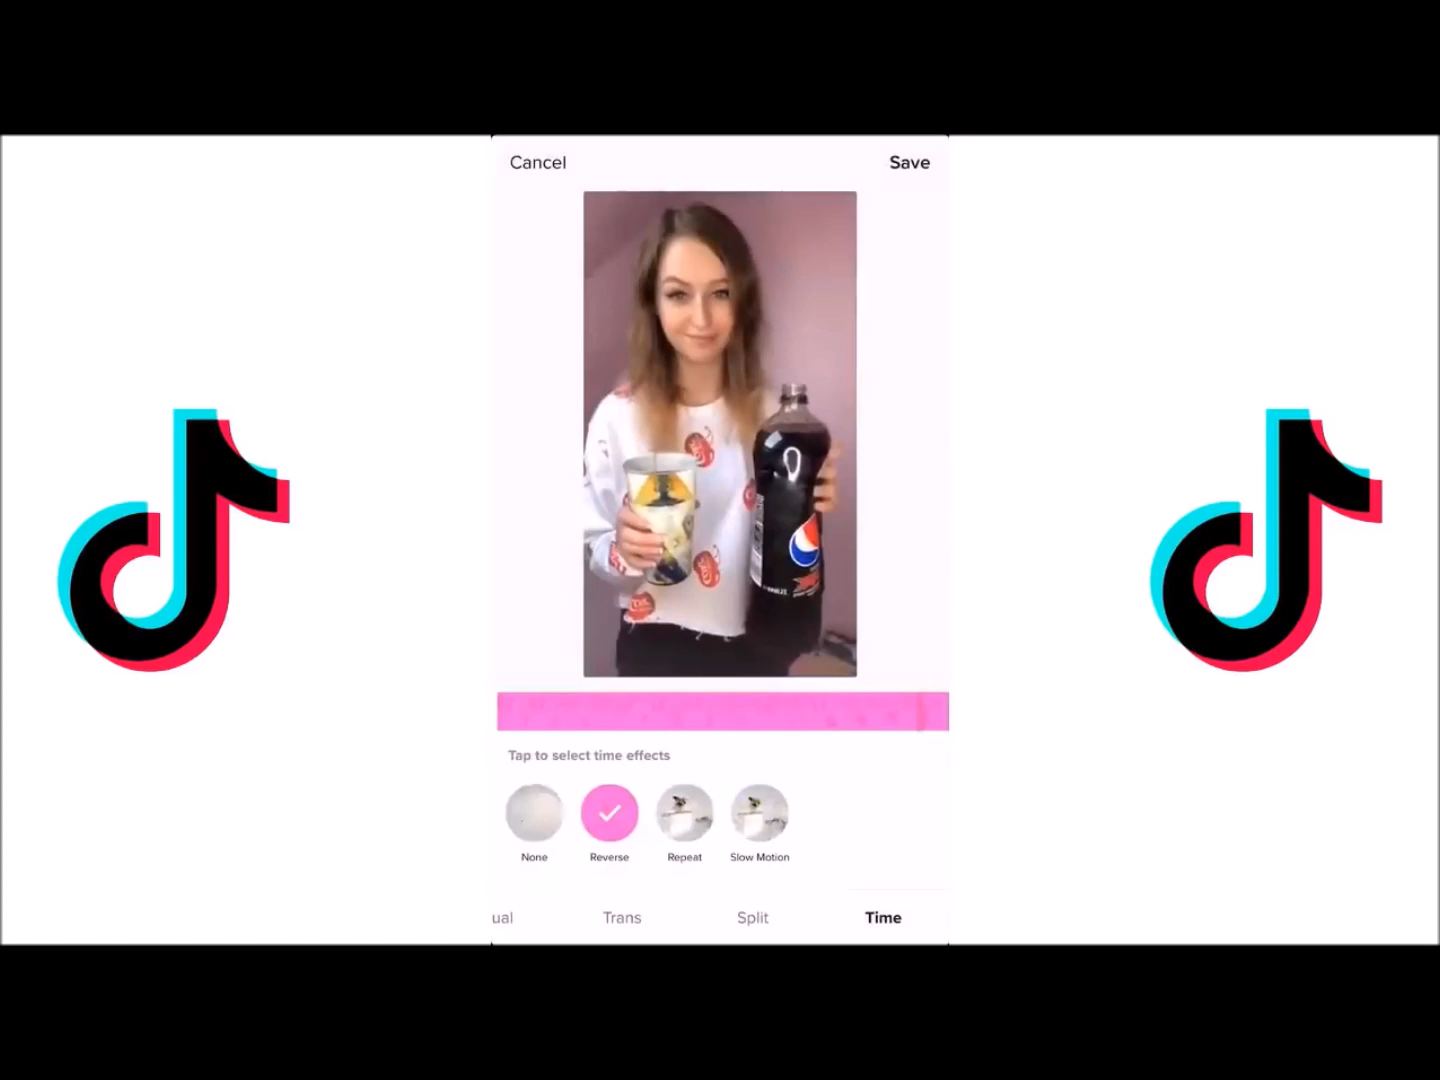 Cancel
Save
Tap to select time effects
None
Reverse
Repeat
Slow Motion
ual
Trans
Split
Time